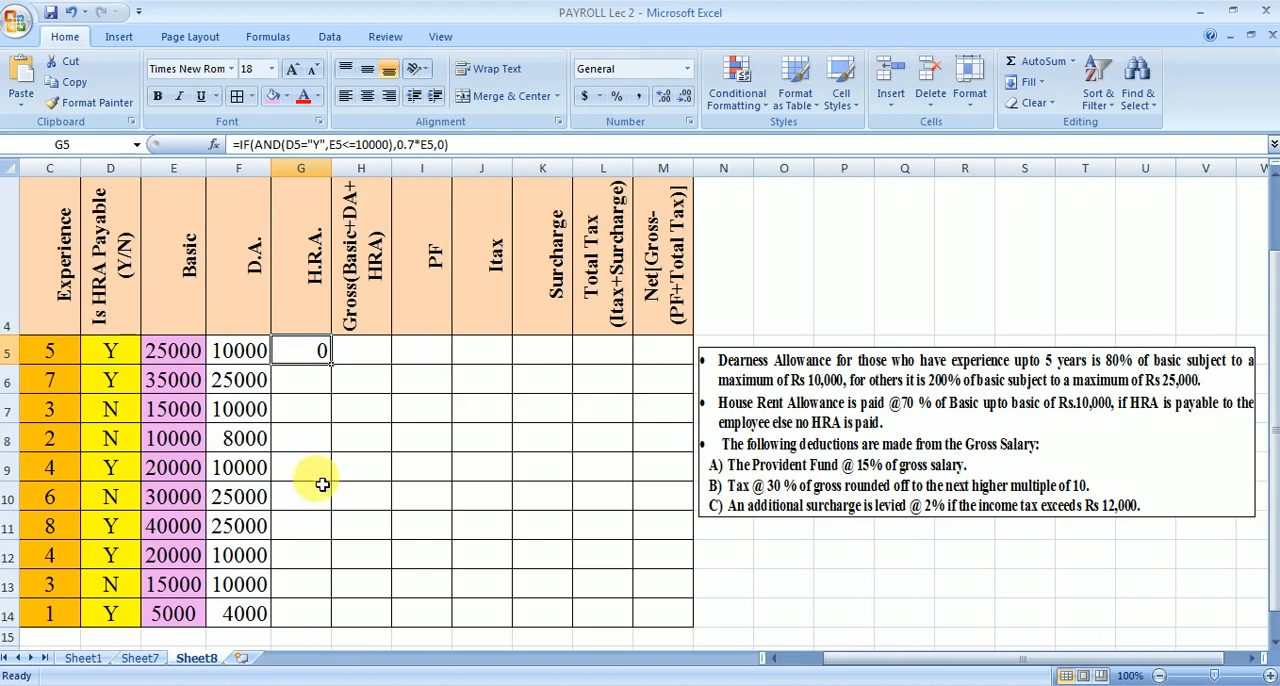 PAYROLL Lec 2 - Microsoft Excel
Home Insert Page Layout Formulas Data Review View
Cut
Copy
Format Painter
Paste
Clipboard
Times New Rom 18
B I U
Font
Wrap Text
Merge & Center
Alignment
General
$ % ,
Number
Conditional Formatting
Format as Table
Cell Styles
Styles
Insert Delete Format
Cells
AutoSum
Fill
Clear
Sort & Filter
Find & Select
Editing
G5 fx =IF(AND(D5="Y",E5<=10000),0.7*E5,0)
C D E F G H I J K L M N O P Q R S T U V W
4 Experience
Is HRA Payable (Y/N)
Basic
D.A.
H.R.A.
Gross(Basic+DA+HRA)
PF
Itax
Surcharge
Total Tax (Itax+Surcharge)
Net[Gross-(PF+Total Tax)]
5 5 Y 25000 10000 0
6 7 Y 35000 25000
7 3 N 15000 10000
8 2 N 10000 8000
9 4 Y 20000 10000
10 6 N 30000 25000
11 8 Y 40000 25000
12 4 Y 20000 10000
13 3 N 15000 10000
14 1 Y 5000 4000
15
• Dearness Allowance for those who have experience upto 5 years is 80% of basic subject to a
maximum of Rs 10,000, for others it is 200% of basic subject to a maximum of Rs 25,000.
• House Rent Allowance is paid @70 % of Basic upto basic of Rs.10,000, if HRA is payable to the
employee else no HRA is paid.
• The following deductions are made from the Gross Salary:
A) The Provident Fund @ 15% of gross salary.
B) Tax @ 30 % of gross rounded off to the next higher multiple of 10.
C) An additional surcharge is levied @ 2% if the income tax exceeds Rs 12,000.
Sheet1 Sheet7 Sheet8
Ready 100%